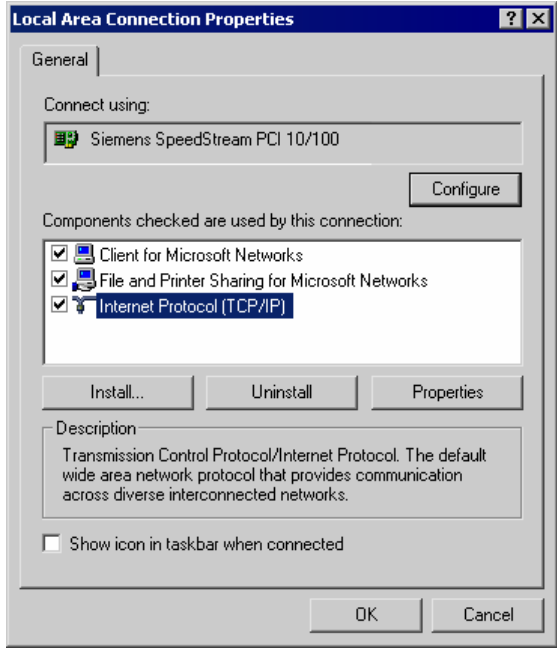 Local Area Connection Properties
General
Connect using:
Siemens SpeedStream PCI 10/100
Configure
Components checked are used by this connection:
Client for Microsoft Networks
File and Printer Sharing for Microsoft Networks
Internet Protocol (TCP/IP)
Install...
Uninstall
Properties
Description
Transmission Control Protocol/Internet Protocol. The default
wide area network protocol that provides communication
across diverse interconnected networks.
Show icon in taskbar when connected
OK
Cancel